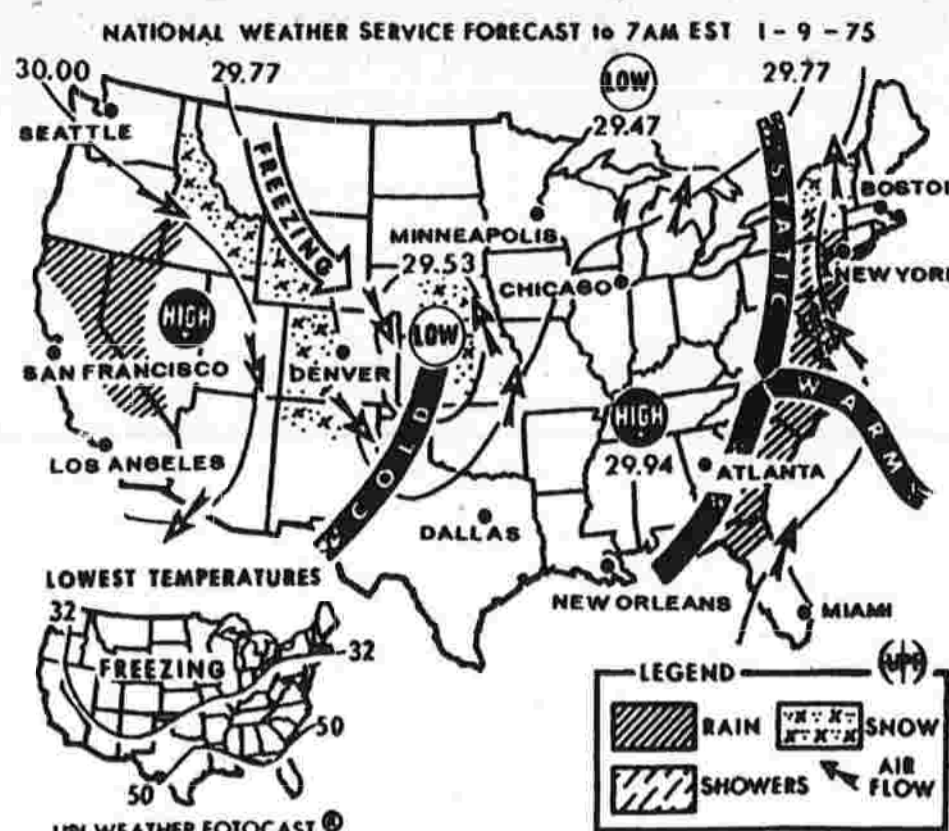 NATIONAL WEATHER SERVICE FORECAST to 7AM EST 1-9-75
30.00
29.77
LOW
29.77
29.47
SEATTLE
FREEZING
STATIC
BOSTON
MINNEAPOLIS
29.53
NEW YORK
CHICAGO
HIGH
LOW
SAN FRANCISCO
DENVER
WARM
HIGH
COLD
LOS ANGELES
29.94
ATLANTA
DALLAS
LOWEST TEMPERATURES
NEW ORLEANS
MIAMI
32
FREEZING
32
50
50
UPI WEATHER FOTOCAST ®
LEGEND
UPI
RAIN
SNOW
SHOWERS
AIR
FLOW